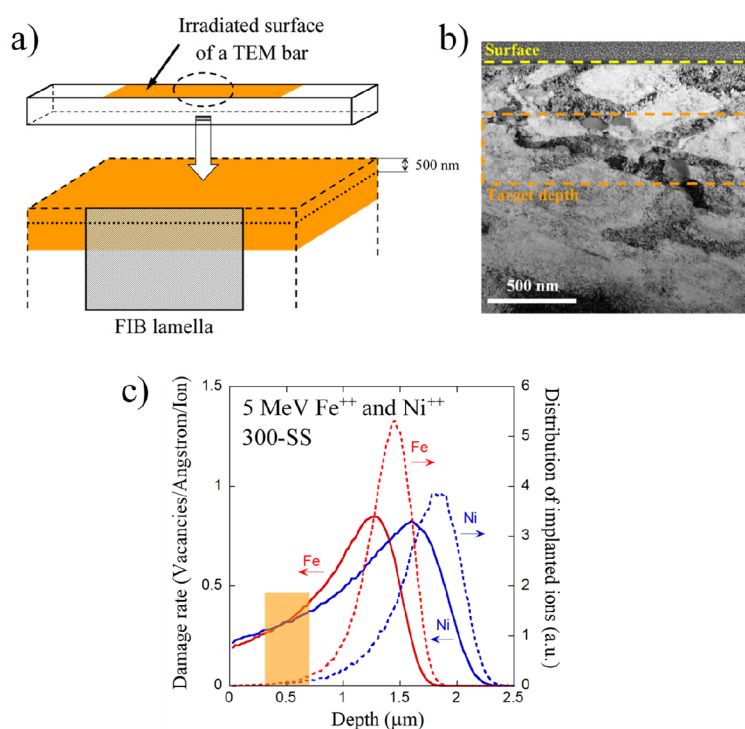 a)
Irradiated surface
of a TEM bar
500 nm
FIB lamella
b)
Surface
Target depth
500 nm
c)
5 MeV Fe++ and Ni++
300-SS
Fe
Ni
Fe
Ni
Damage rate (Vacancies/Angstrom/Ion)
0
0.5
1
1.5
Distribution of implanted ions (a.u.)
0
1
2
3
4
5
6
0
0.5
1
1.5
2
2.5
Depth (μm)